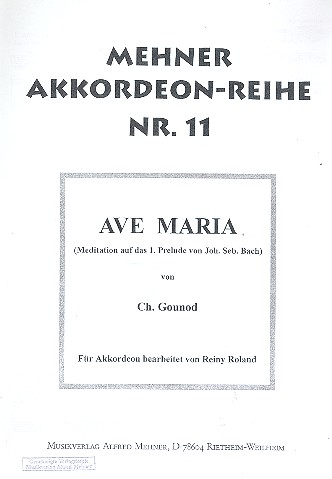 MEHNER
AKKORDEON-REIHE
NR. 11
AVE MARIA
(Meditation auf das 1. Prelude von Joh. Seb. Bach)
von
Ch. Gounod
Für Akkordeon bearbeitet von Reiny Roland
MUSIKVERLAG ALFRED MEHNER, D 78604 RIETHEIM-WEILHEIM